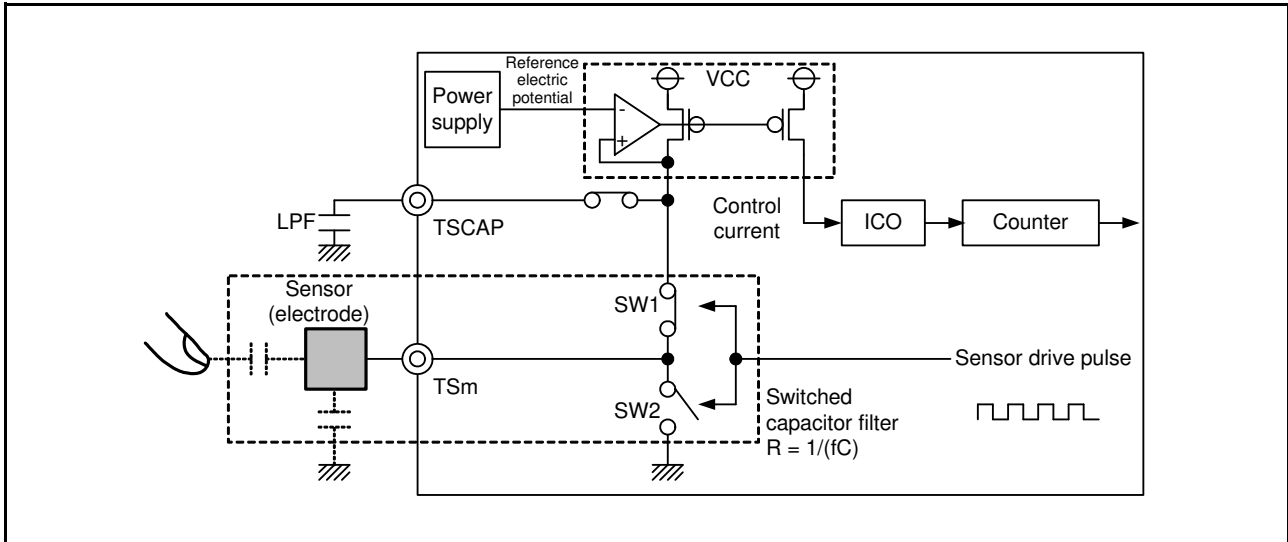 Power
supply
Reference
electric
potential
VCC
-
+
LPF
TSCAP
Control
current
ICO
Counter
Sensor
(electrode)
SW1
TSm
Sensor drive pulse
SW2
Switched
capacitor filter
R = 1/(fC)